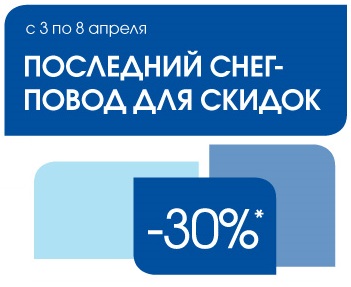 с 3 по 8 апреля
ПОСЛЕДНИЙ СНЕГ-
ПОВОД ДЛЯ СКИДОК
-30%*